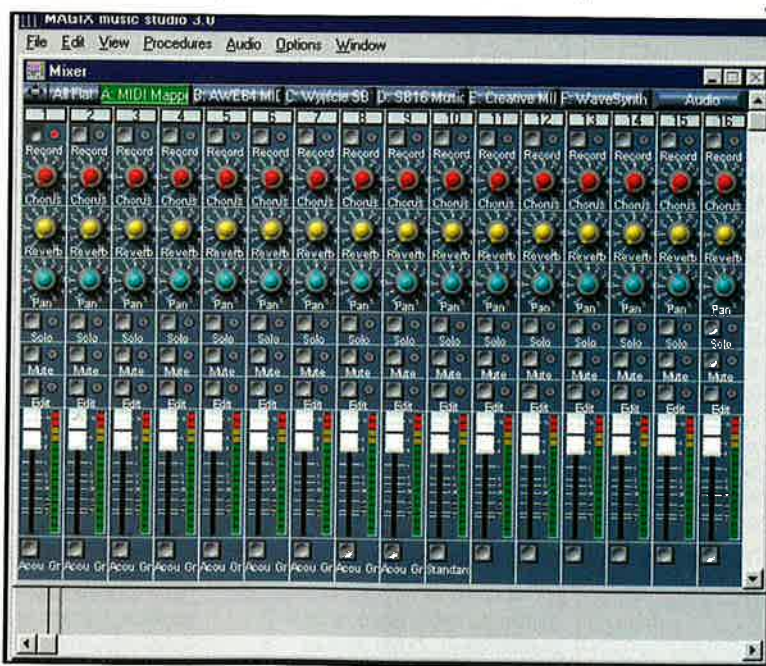 MAGIX music studio 3.0
File Edit View Procedures Audio Options Window
Mixer
All Flat A: MIDI Mapp B: AWE64 MI C: Wyjście SB D: SB16 Music E: Creative MI F: WaveSynth Audio
1 2 3 4 5 6 7 8 9 10 11 12 13 14 15 16
Record Record Record Record Record Record Record Record Record Record Record Record Record Record Record Record
Chorus Chorus Chorus Chorus Chorus Chorus Chorus Chorus Chorus Chorus Chorus Chorus Chorus Chorus Chorus Chorus
Reverb Reverb Reverb Reverb Reverb Reverb Reverb Reverb Reverb Reverb Reverb Reverb Reverb Reverb Reverb Reverb
Pan Pan Pan Pan Pan Pan Pan Pan Pan Pan Pan Pan Pan Pan Pan Pan
Solo Solo Solo Solo Solo Solo Solo Solo Solo Solo Solo Solo Solo Solo Solo Solo
Mute Mute Mute Mute Mute Mute Mute Mute Mute Mute Mute Mute Mute Mute Mute Mute
Edit Edit Edit Edit Edit Edit Edit Edit Edit Edit Edit Edit Edit Edit Edit Edit
Acou Gr Acou Gr Acou Gr Acou Gr Acou Gr Acou Gr Acou Gr Acou Gr Acou Gr Standard